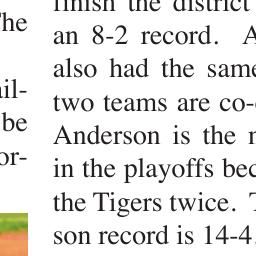 he
il-
be
or-
finish the district
an 8-2 record. A
also had the same
two teams are co-
Anderson is the
in the playoffs bec
the Tigers twice.
son record is 14-4